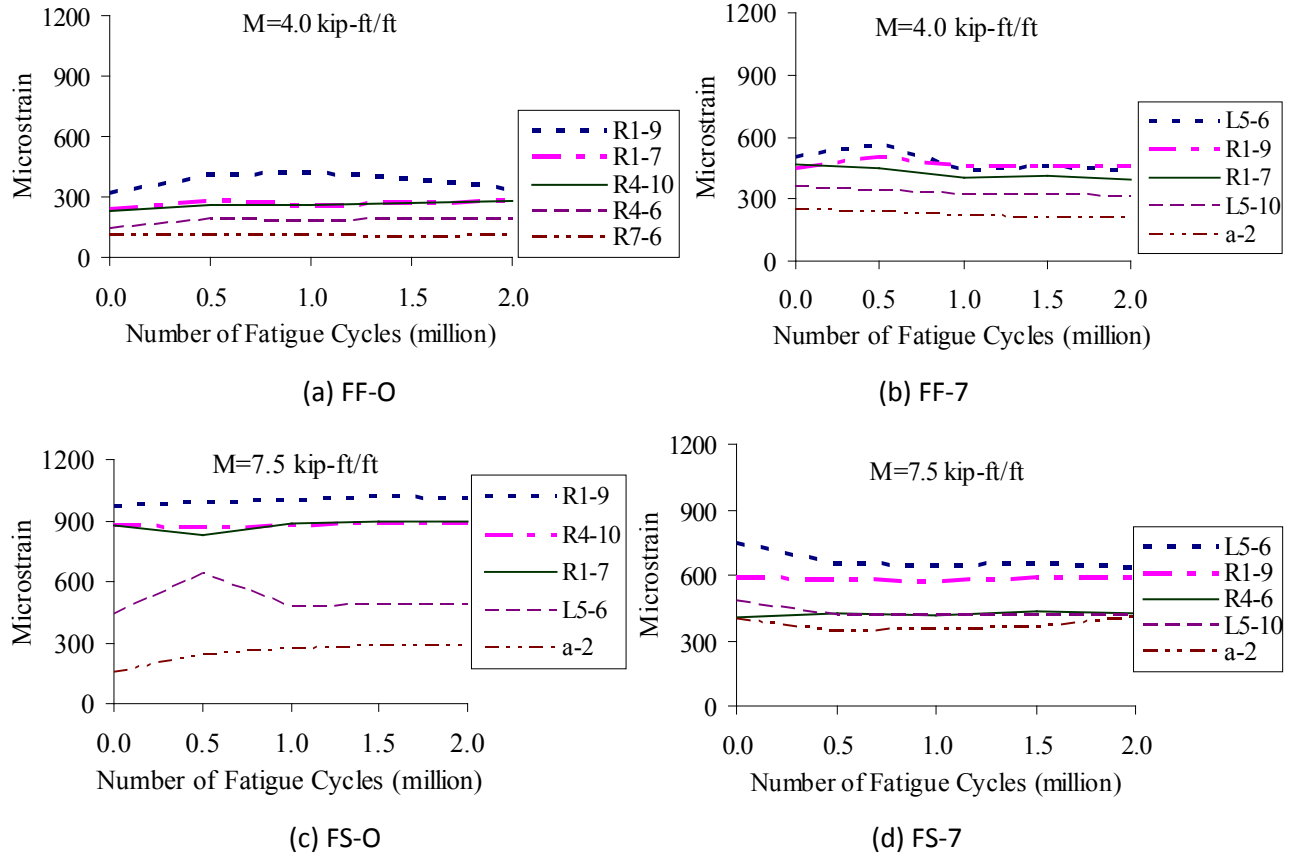 M=4.0 kip-ft/ft
1200
900
600
300
0
Microstrain
0.0 0.5 1.0 1.5 2.0
Number of Fatigue Cycles (million)
R1-9
R1-7
R4-10
R4-6
R7-6
(a) FF-O
M=4.0 kip-ft/ft
1200
900
600
300
0
Microstrain
0.0 0.5 1.0 1.5 2.0
Number of Fatigue Cycles (million)
L5-6
R1-9
R1-7
L5-10
a-2
(b) FF-7
M=7.5 kip-ft/ft
1200
900
600
300
0
Microstrain
0.0 0.5 1.0 1.5 2.0
Number of Fatigue Cycles (million)
R1-9
R4-10
R1-7
L5-6
a-2
(c) FS-O
M=7.5 kip-ft/ft
1200
900
600
300
0
Microstrain
0.0 0.5 1.0 1.5 2.0
Number of Fatigue Cycles (million)
L5-6
R1-9
R4-6
L5-10
a-2
(d) FS-7